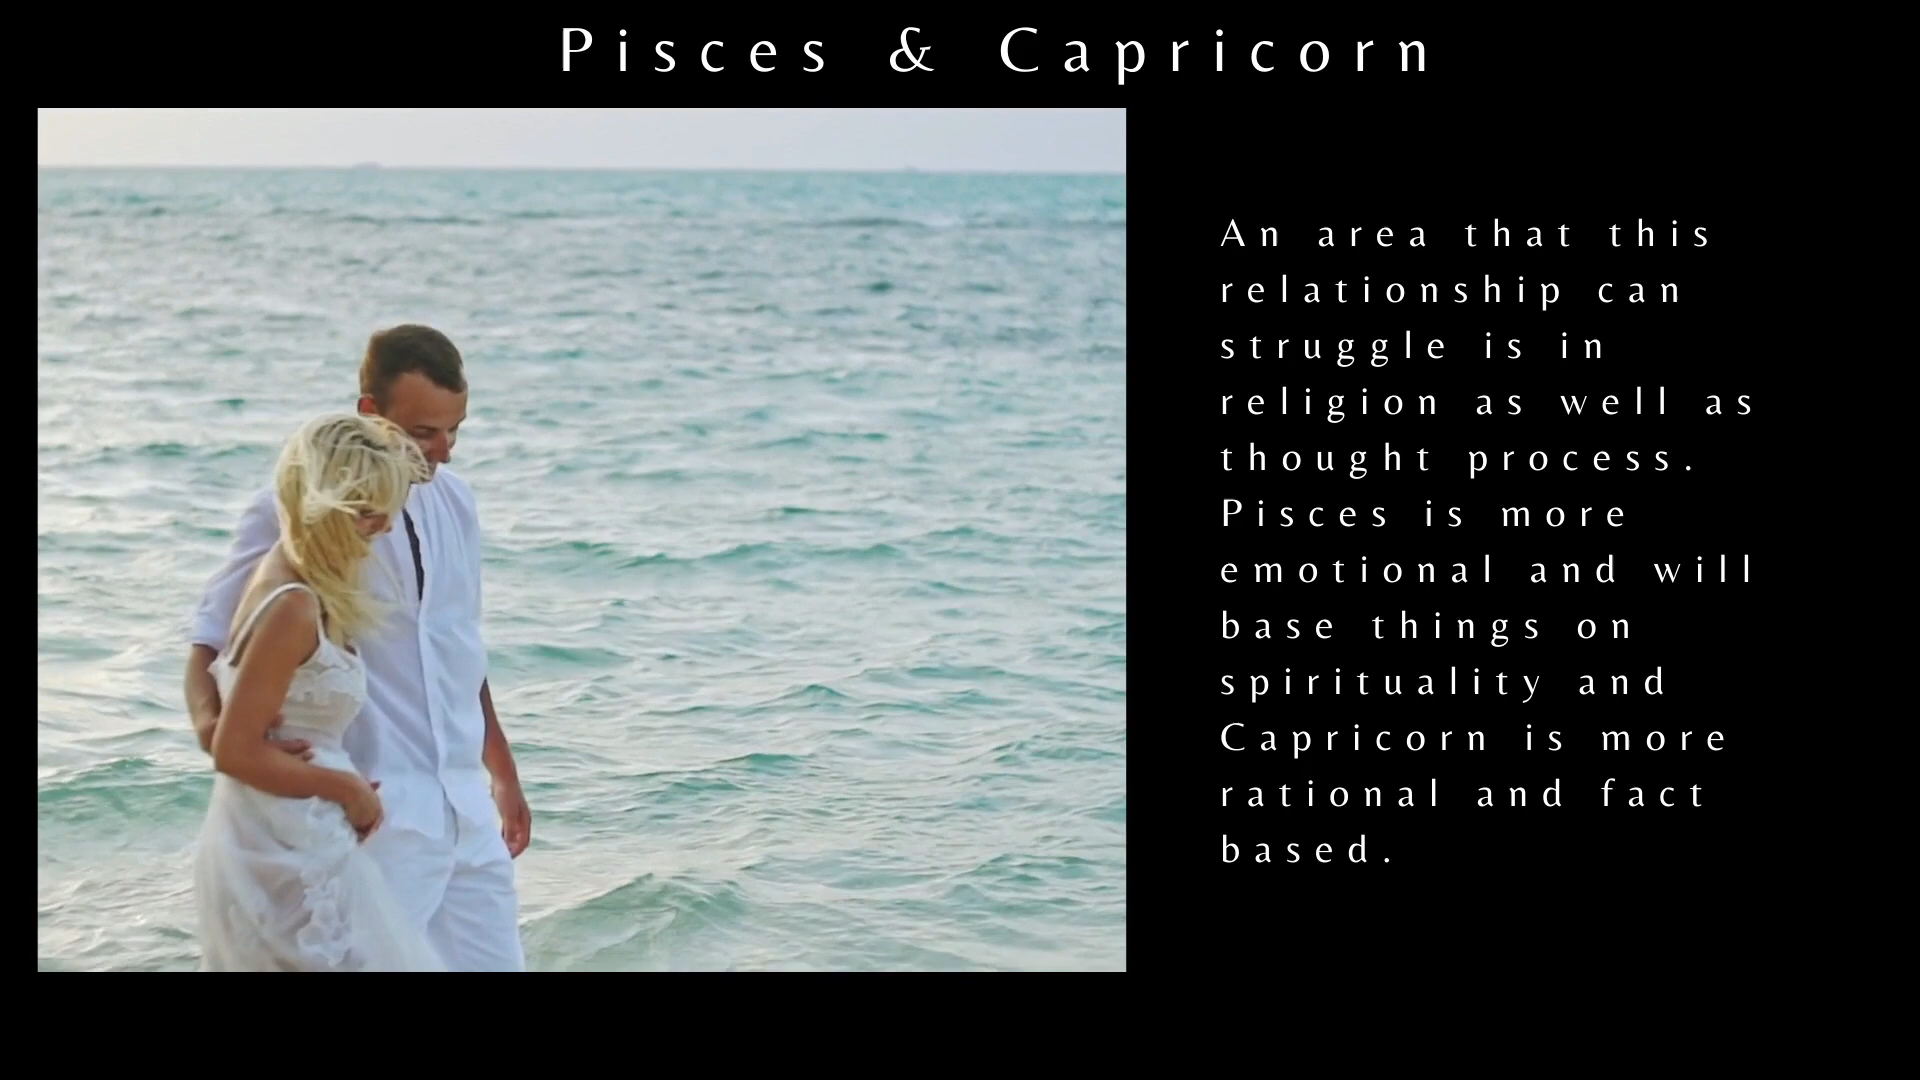 Pisces & Capricorn
An area that this
relationship can
struggle is in
religion as well as
thought process.
Pisces is more
emotional and will
base things on
spirituality and
Capricorn is more
rational and fact
based.